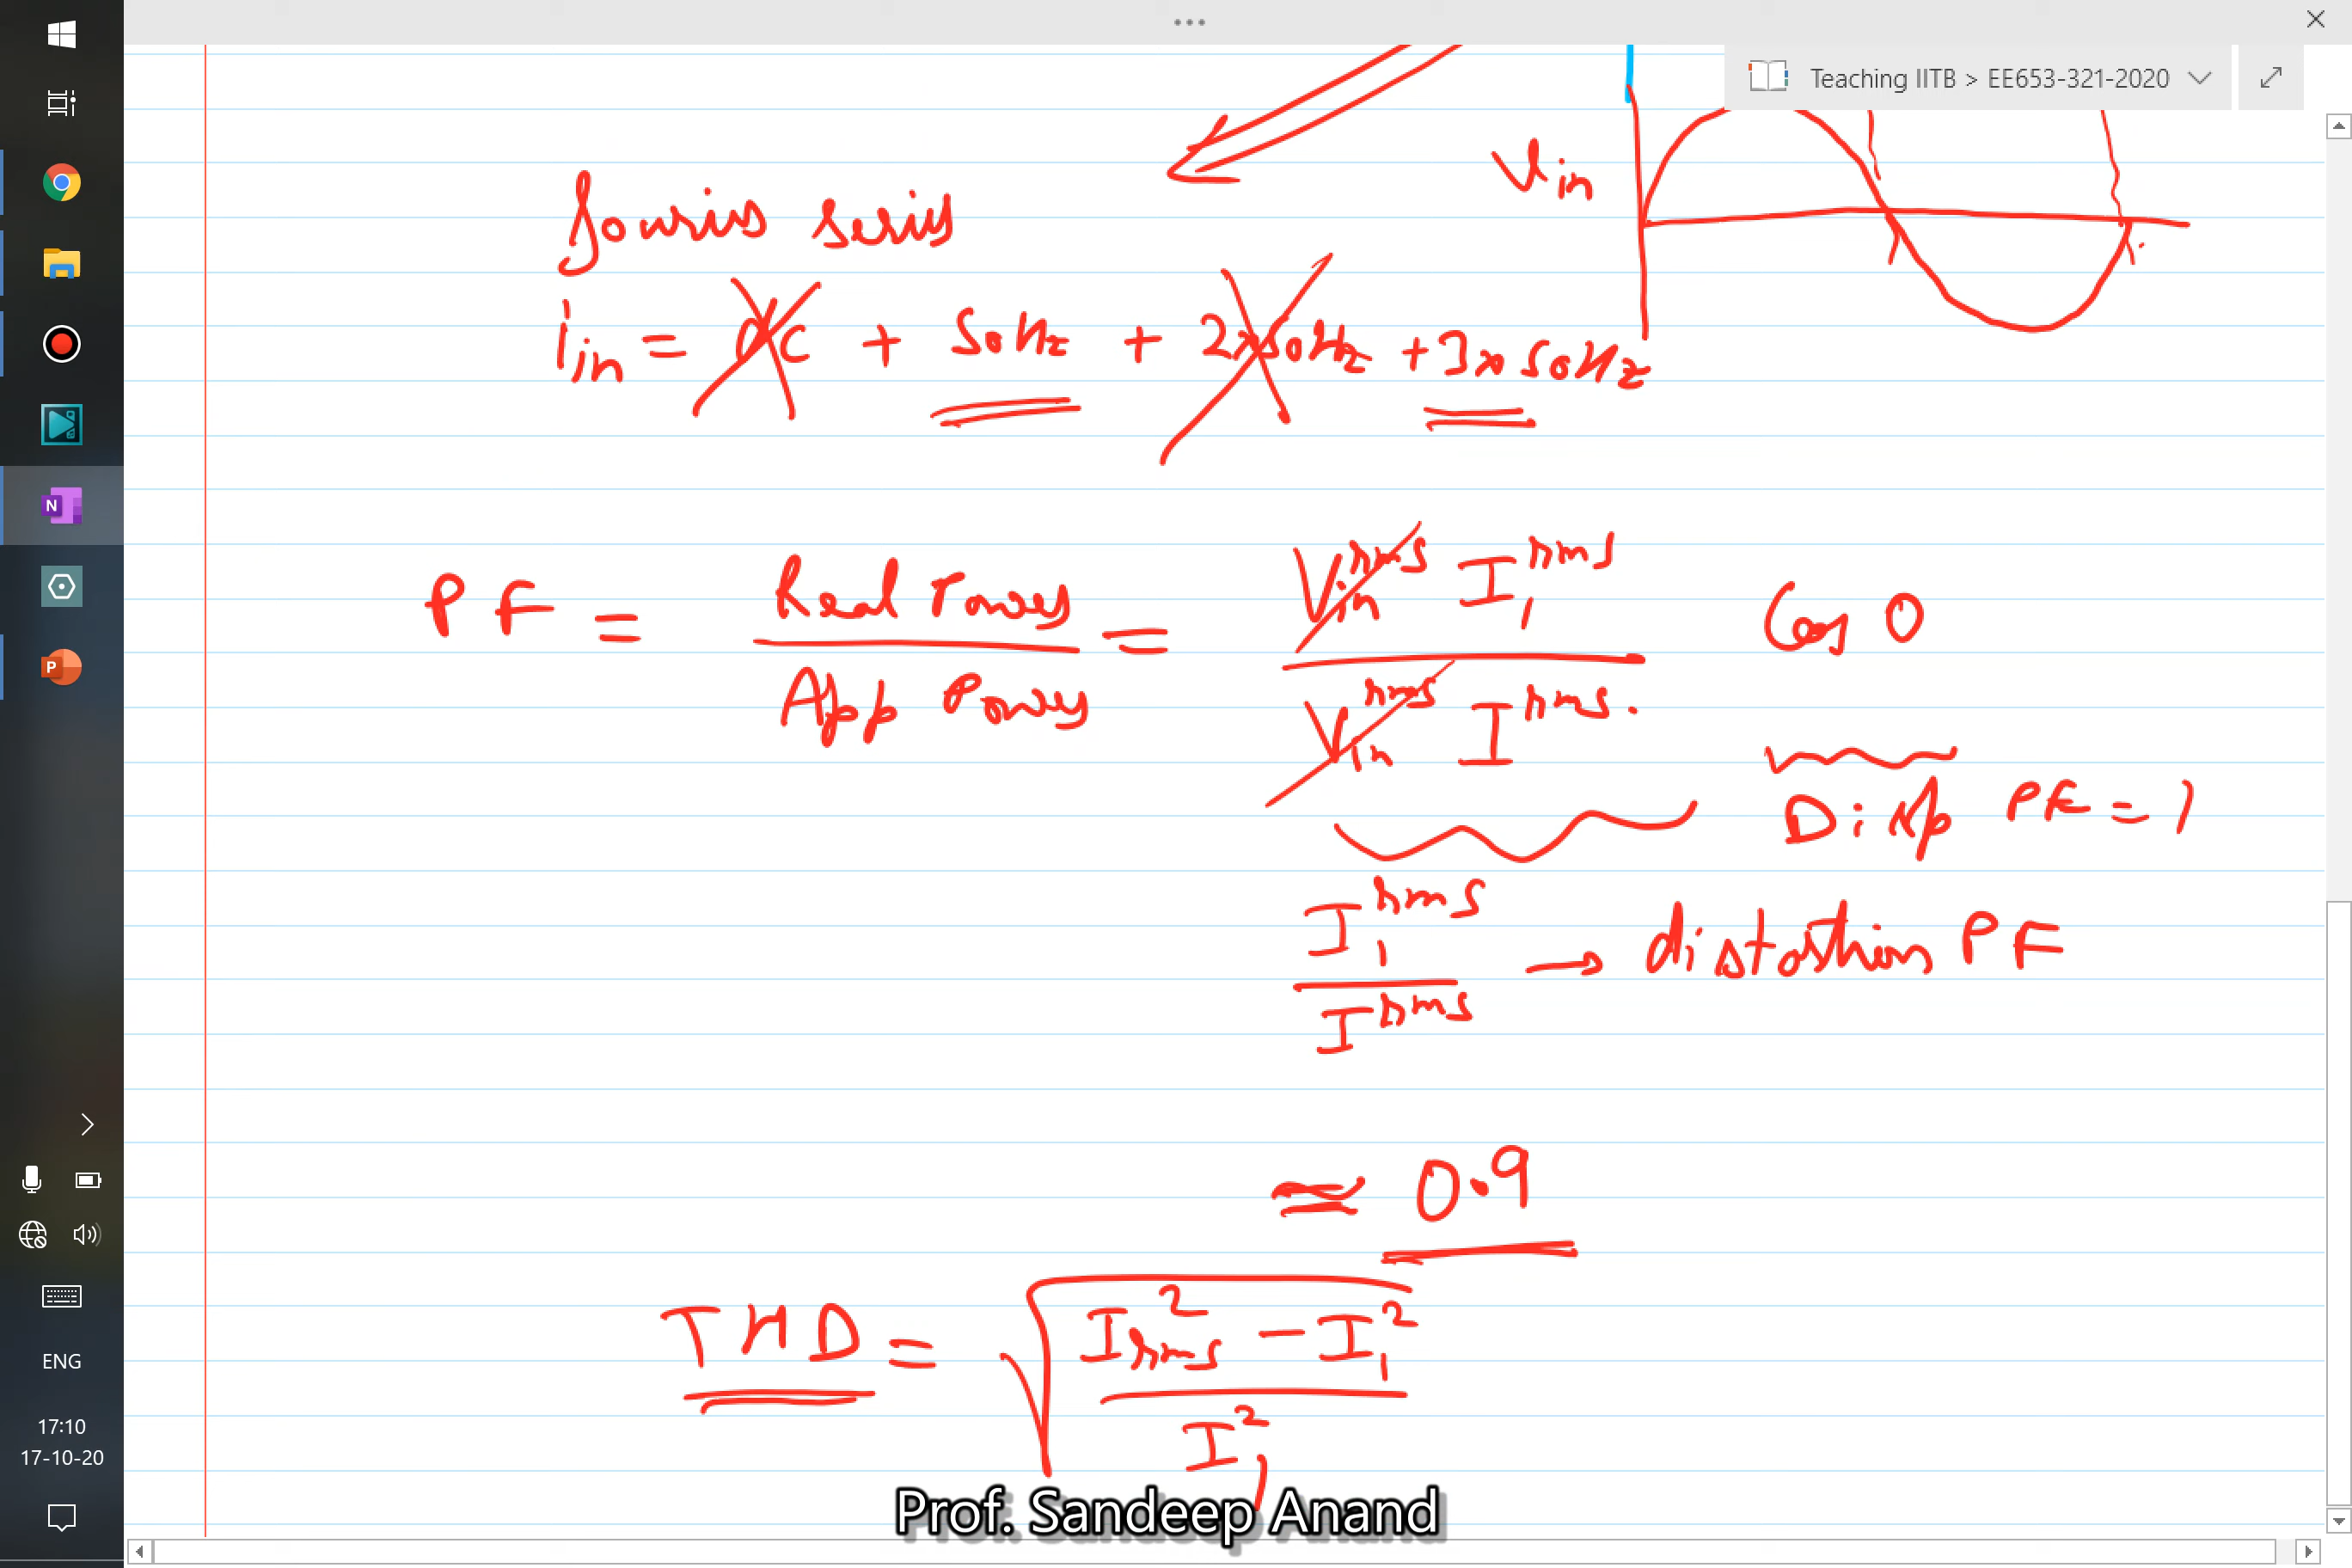 Teaching IITB > EE653-321-2020
Vin
fourier series
iin = dc + 50Hz + 2x50Hz + 3x50Hz
PF = Real Power / App Power = Vin^rms I1^rms / Vin^rms I^rms. Cos 0
Disp PF = 1
I1^rms / I^rms → distortion PF
≈ 0.9
THD = √((Irms² - I1²) / I1²)
Prof. Sandeep Anand
ENG
17:10
17-10-20